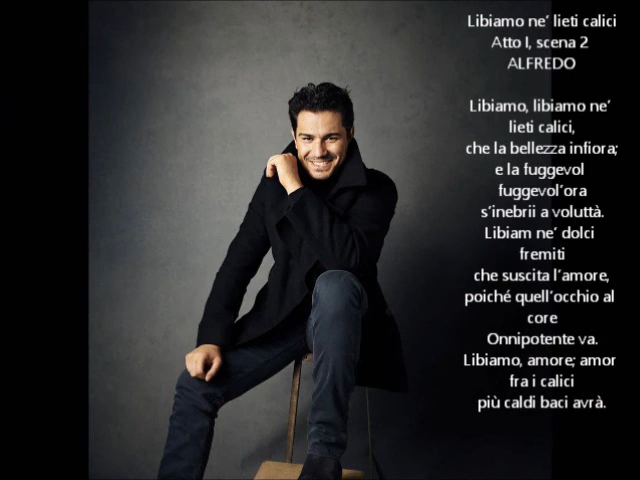 Libiamo ne' lieti calici
Atto I, scena 2
ALFREDO
Libiamo, libiamo ne'
lieti calici,
che la bellezza infiora;
e la fuggevol
fuggevol'ora
s'inebrii a voluttà.
Libiam ne' dolci
fremiti
che suscita l'amore,
poiché quell'occhio al
core
Onnipotente va.
Libiamo, amore; amor
fra i calici
più caldi baci avrà.